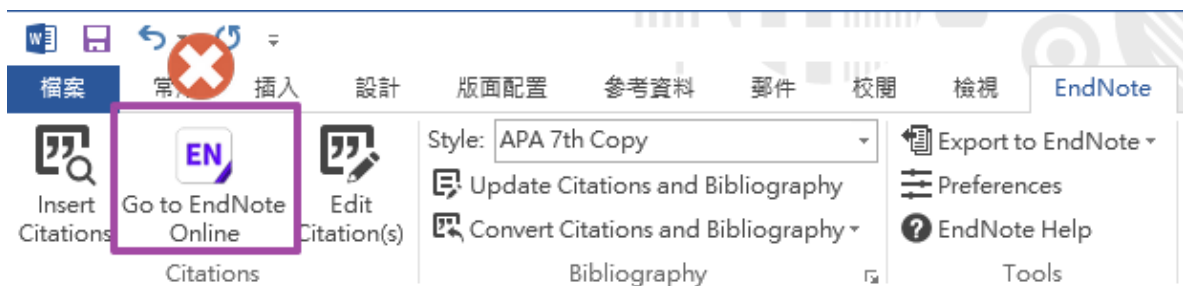 檔案 常 插入 設計 版面配置 參考資料 郵件 校閱 檢視 EndNote
Insert Citations
EN
Go to EndNote Online
Edit Citation(s)
Citations
Style: APA 7th Copy
Update Citations and Bibliography
Convert Citations and Bibliography
Bibliography
Export to EndNote
Preferences
EndNote Help
Tools